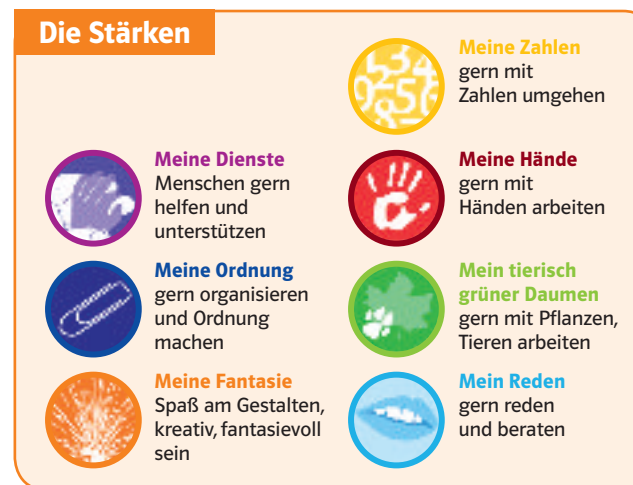 Die Stärken
Meine Zahlen
gern mit
Zahlen umgehen
Meine Dienste
Menschen gern
helfen und
unterstützen
Meine Hände
gern mit
Händen arbeiten
Meine Ordnung
gern organisieren
und Ordnung
machen
Mein tierisch
grüner Daumen
gern mit Pflanzen,
Tieren arbeiten
Meine Fantasie
Spaß am Gestalten,
kreativ, fantasievoll
sein
Mein Reden
gern reden
und beraten